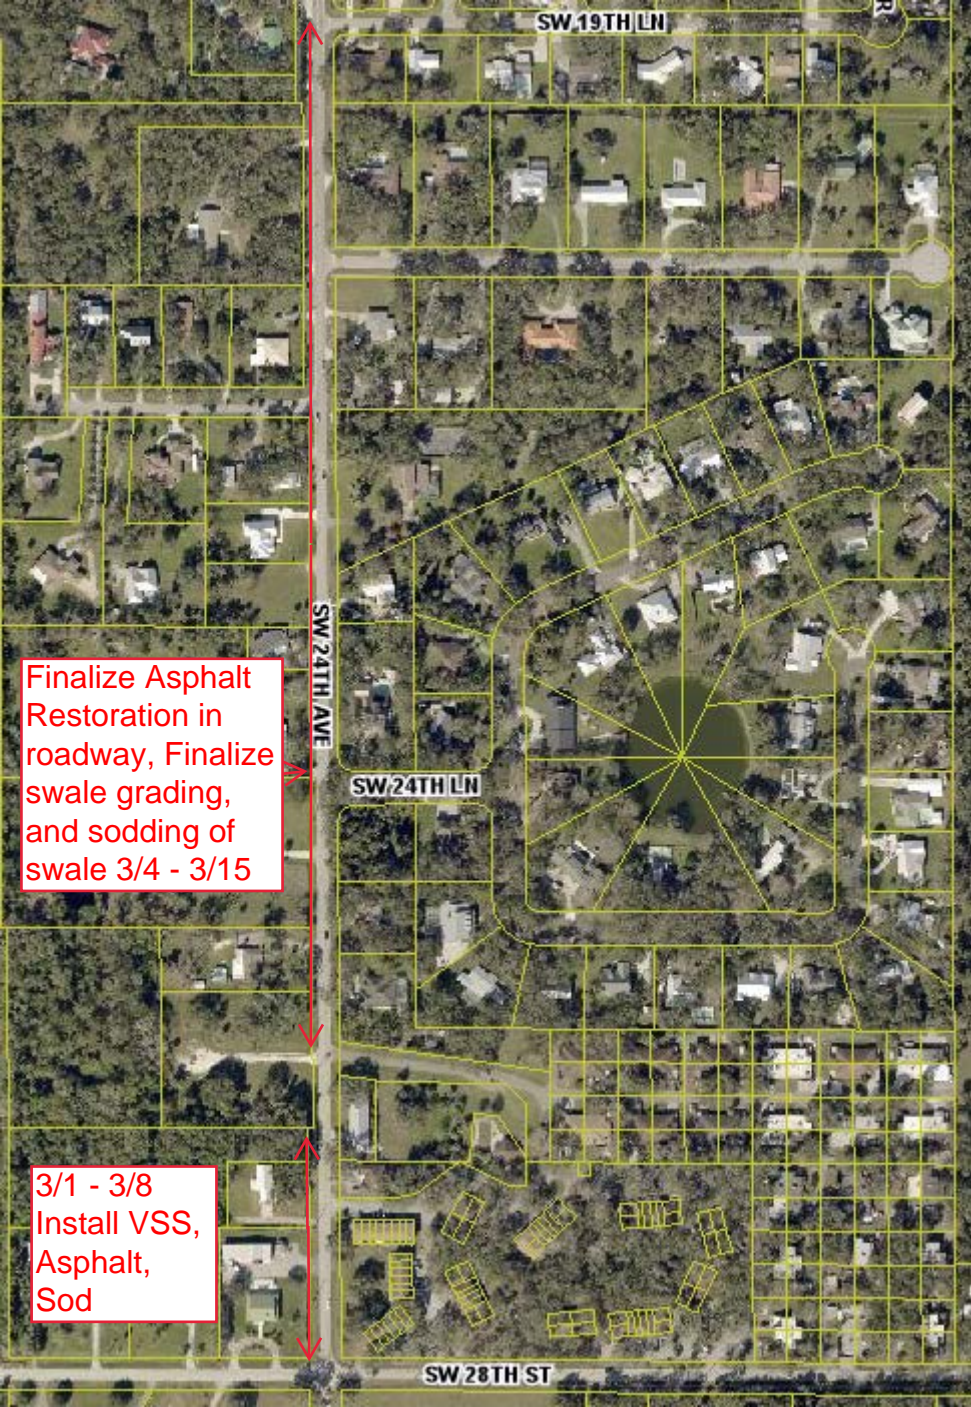 SW 19TH LN
R
SW 24TH AVE
Finalize Asphalt
Restoration in
roadway, Finalize
swale grading,
and sodding of
swale 3/4 - 3/15
SW 24TH LN
3/1 - 3/8
Install VSS,
Asphalt,
Sod
SW 28TH ST